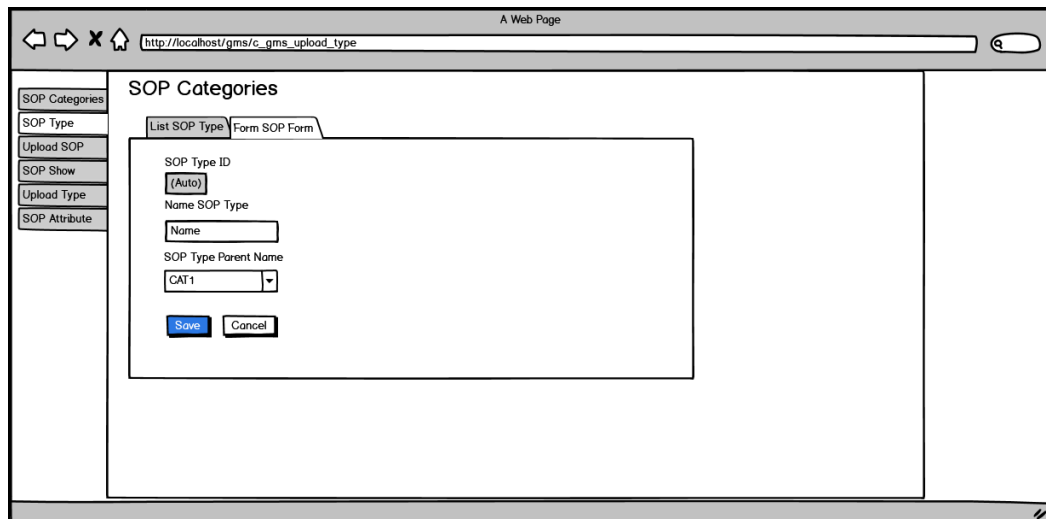 A Web Page
http://localhost/gms/c_gms_upload_type
SOP Categories
SOP Type
Upload SOP
SOP Show
Upload Type
SOP Attribute
SOP Categories
List SOP Type
Form SOP Form
SOP Type ID
(Auto)
Name SOP Type
Name
SOP Type Parent Name
CAT1
Save
Cancel